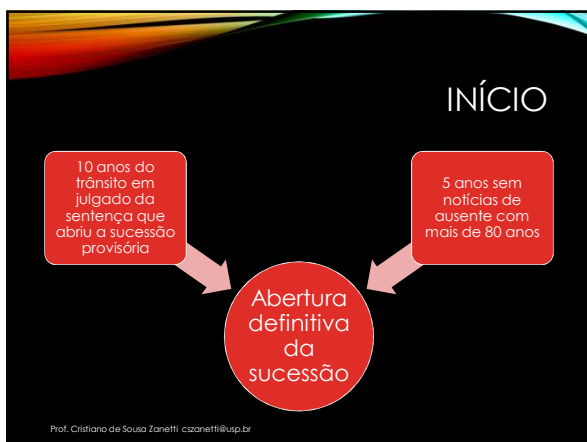 INÍCIO
10 anos do
trânsito em
julgado da
sentença que
abriu a sucessão
provisória
5 anos sem
notícias de
ausente com
mais de 80 anos
Abertura
definitiva
da
sucessão
Prof. Cristiano de Sousa Zanetti cszanetti@usp.br